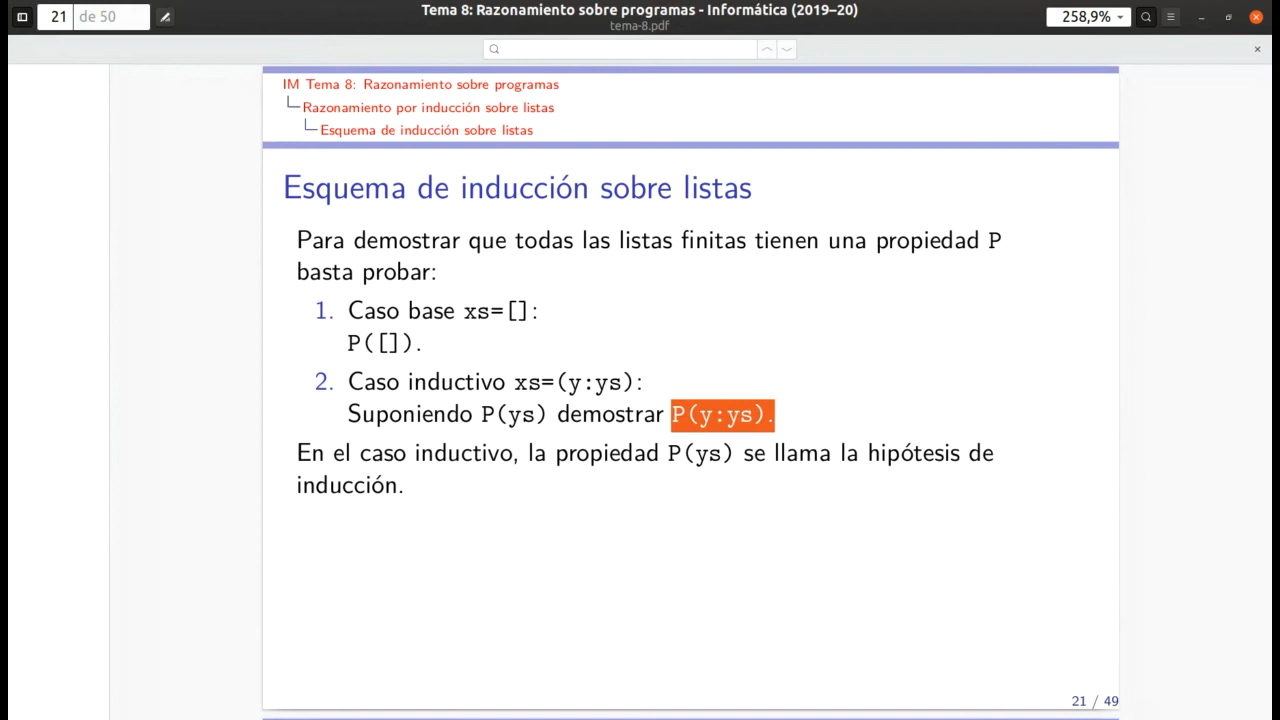 21 de 50
Tema 8: Razonamiento sobre programas - Informática (2019–20)
tema-8.pdf
258,9%
IM Tema 8: Razonamiento sobre programas
Razonamiento por inducción sobre listas
Esquema de inducción sobre listas
Esquema de inducción sobre listas
Para demostrar que todas las listas finitas tienen una propiedad P
basta probar:
1. Caso base xs=[]:
P([]).
2. Caso inductivo xs=(y:ys):
Suponiendo P(ys) demostrar P(y:ys).
En el caso inductivo, la propiedad P(ys) se llama la hipótesis de
inducción.
21 / 49